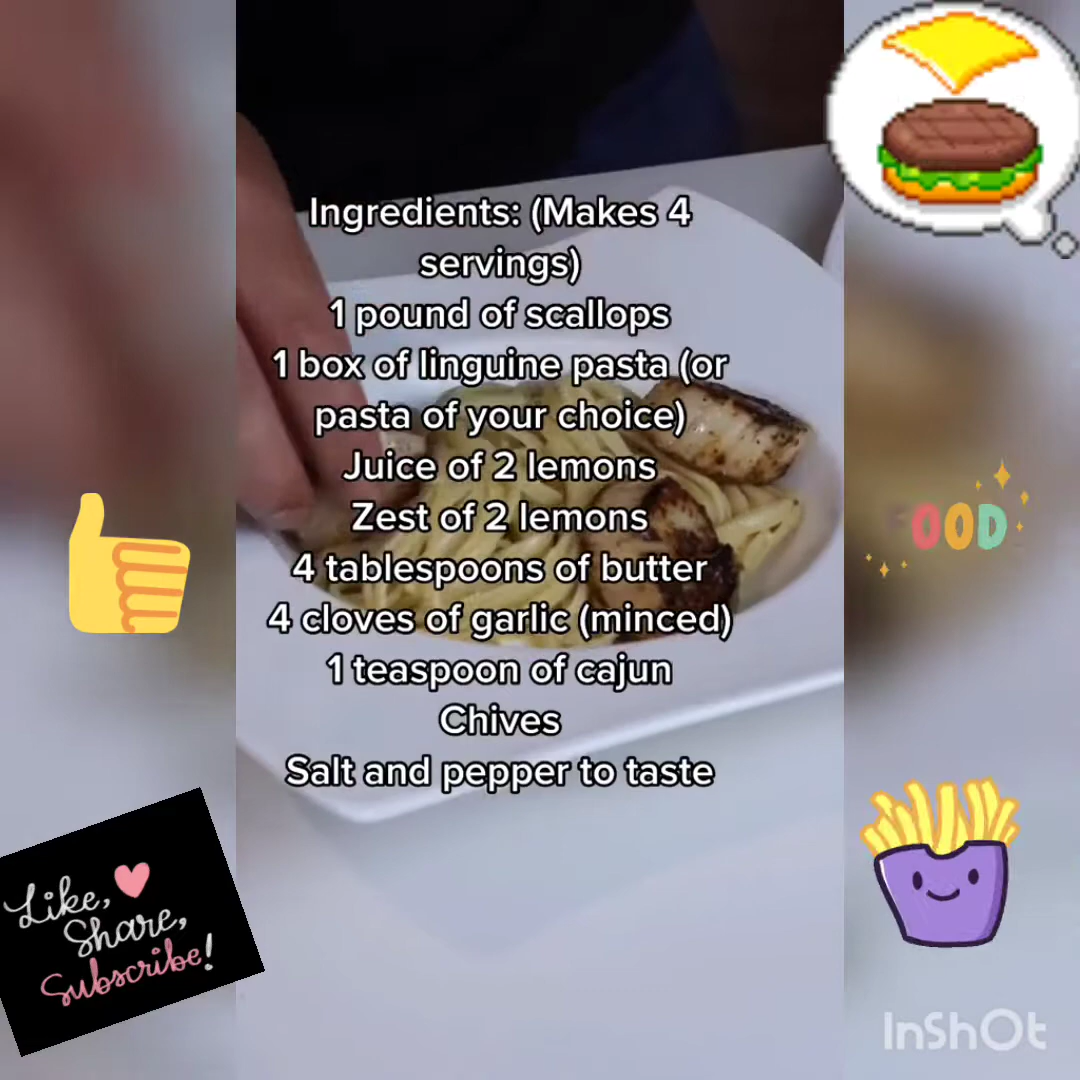 Ingredients: (Makes 4
servings)
1 pound of scallops
1 box of linguine pasta (or
pasta of your choice)
Juice of 2 lemons
Zest of 2 lemons
4 tablespoons of butter
4 cloves of garlic (minced)
1 teaspoon of cajun
Chives
Salt and pepper to taste
FOOD
Like,
Share,
Subscribe!
InShOt